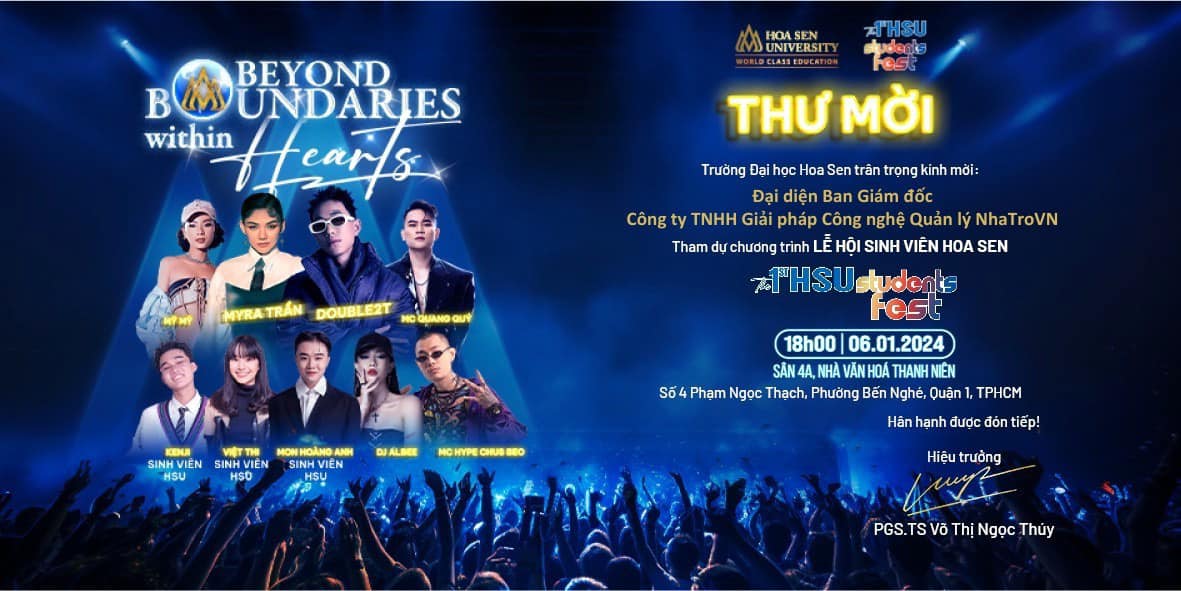 BEYOND
BOUNDARIES
within Hearts
MỸ MỸ
MYRA TRẦN
DOUBLE2T
MC QUANG QUÝ
KENJI
SINH VIÊN
HSU
VIỆT THI
SINH VIÊN
HSU
MON HOÀNG ANH
SINH VIÊN
HSU
DJ ALBEE
MC HYPE CHUS BEO
HOA SEN
UNIVERSITY
WORLD CLASS EDUCATION
The 1ST HSU
students
fest
THƯ MỜI
Trường Đại học Hoa Sen trân trọng kính mời:
Đại diện Ban Giám đốc
Công ty TNHH Giải pháp Công nghệ Quản lý NhaTroVN
Tham dự chương trình LỄ HỘI SINH VIÊN HOA SEN
The 1ST HSU students
fest
18h00 | 06.01.2024
SÂN 4A, NHÀ VĂN HOÁ THANH NIÊN
Số 4 Phạm Ngọc Thạch, Phường Bến Nghé, Quận 1, TPHCM
Hân hạnh được đón tiếp!
Hiệu trưởng
PGS.TS Võ Thị Ngọc Thúy